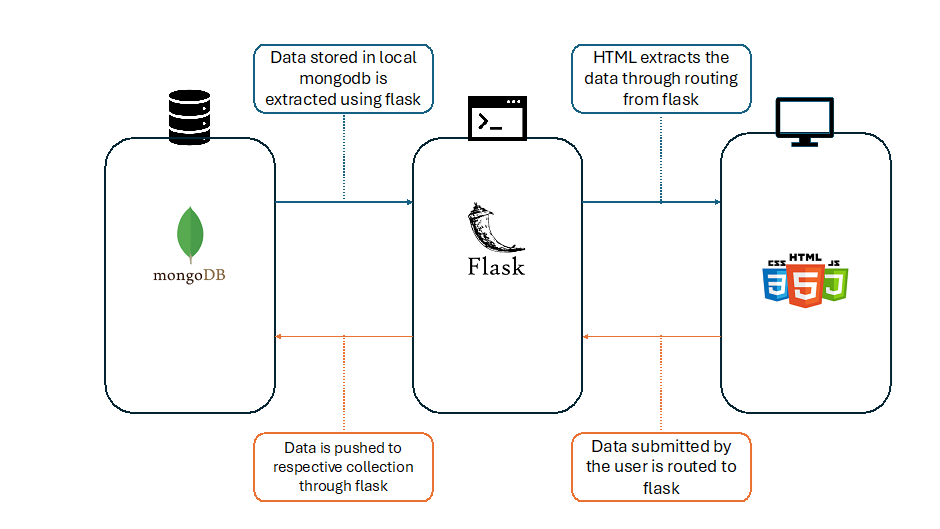 Data stored in local
mongodb is
extracted using flask
HTML extracts the
data through routing
from flask
>_
mongoDB
Flask
CSS HTML JS
3 5 J
Data is pushed to
respective collection
through flask
Data submitted by
the user is routed to
flask